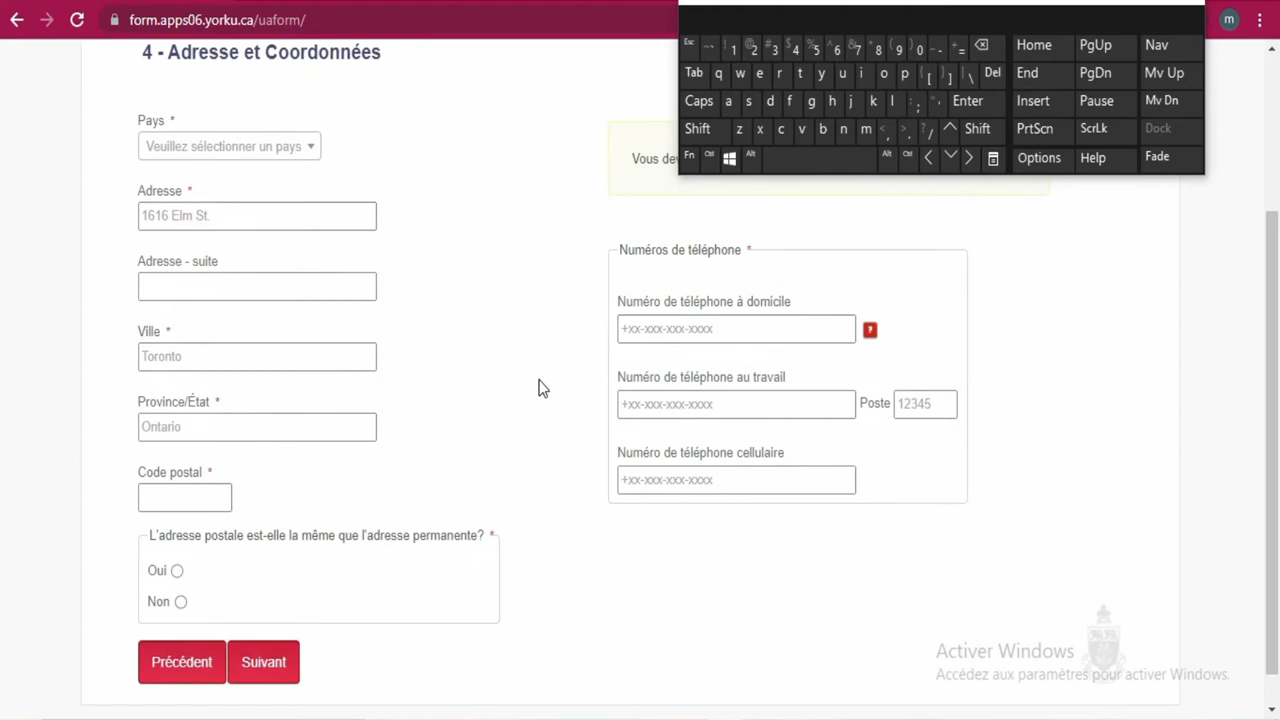 form.apps06.yorku.ca/uaform/
m
4 - Adresse et Coordonnées
Pays *
Veuillez sélectionner un pays
Adresse *
1616 Elm St.
Adresse - suite
Ville *
Toronto
Province/État *
Ontario
Code postal *
L'adresse postale est-elle la même que l'adresse permanente? *
Oui
Non
Précédent Suivant
Vous
Numéros de téléphone *
Numéro de téléphone à domicile
+xx-xxx-xxx-xxxx
?
Numéro de téléphone au travail
+xx-xxx-xxx-xxxx Poste 12345
Numéro de téléphone cellulaire
+xx-xxx-xxx-xxxx
Esc ~ ` ! 1 @ 2 # 3 $ 4 % 5 ^ 6 & 7 * 8 ( 9 ) 0 _ - + = Home PgUp Nav
Tab q w e r t y u i o p { [ } ] | \ Del End PgDn Mv Up
Caps a s d f g h j k l : ; " ' Enter Insert Pause Mv Dn
Shift z x c v b n m < , > . ? / Shift PrtScn ScrLk Dock
Fn Ctrl Alt Alt Ctrl Options Help Fade
Activer Windows
Accédez aux paramètres pour activer Windows.